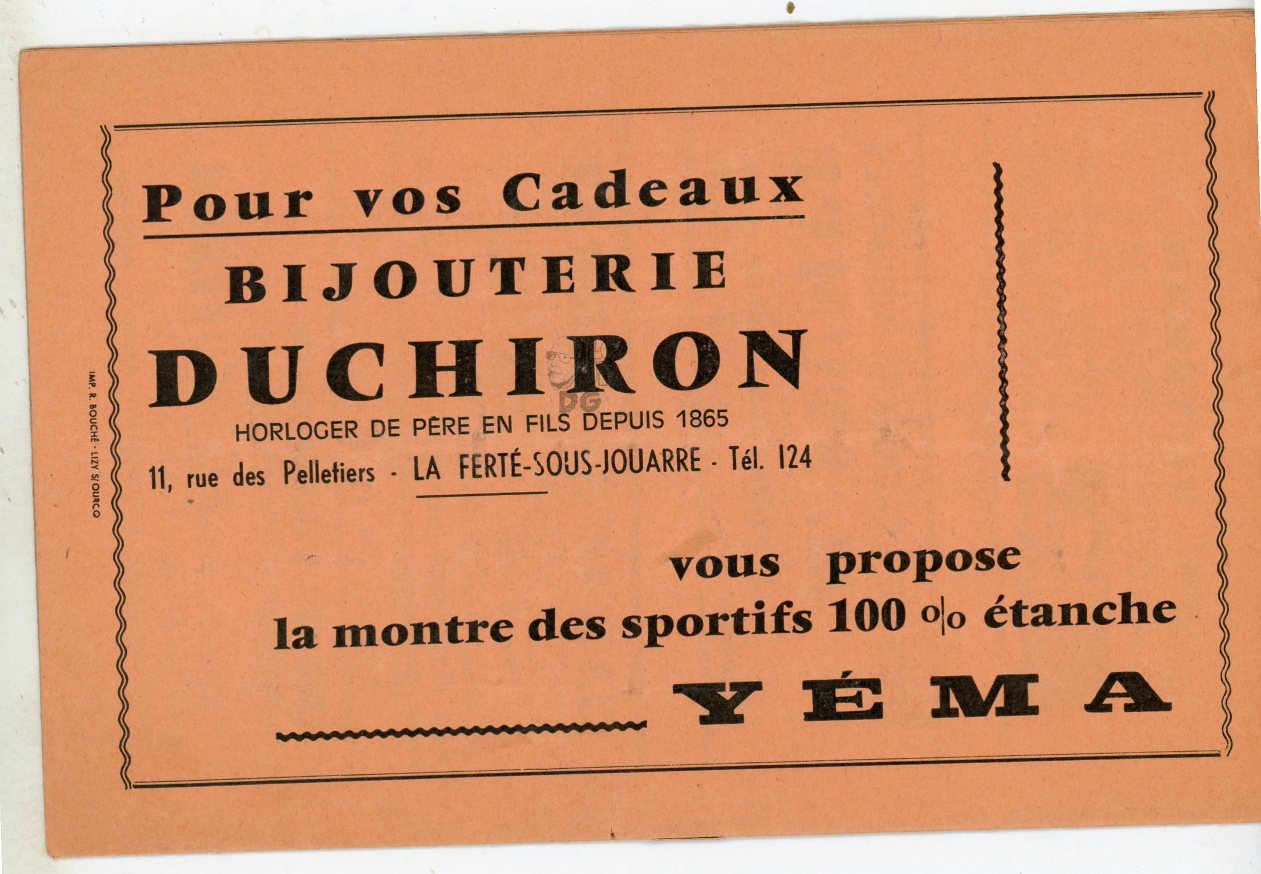 Pour vos Cadeaux
BIJOUTERIE
DUCHIRON
DG
HORLOGER DE PÈRE EN FILS DEPUIS 1865
11, rue des Pelletiers - LA FERTÉ-SOUS-JOUARRE - Tél. 124
vous propose
la montre des sportifs 100 % étanche
YÉMA
IMP. R. BOUCHÉ - LIZY S/OURCQ